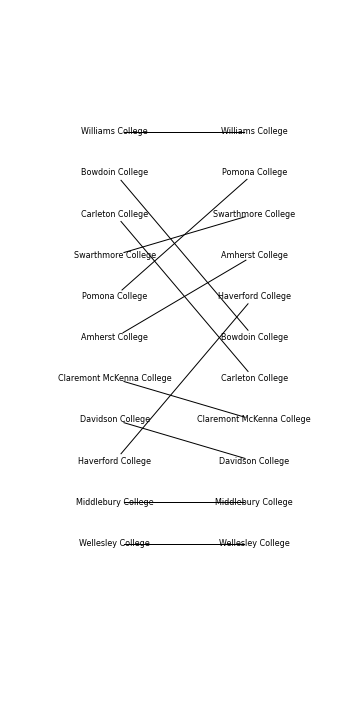 Williams College Williams College
Bowdoin College Pomona College
Carleton College Swarthmore College
Swarthmore College Amherst College
Pomona College Haverford College
Amherst College Bowdoin College
Claremont McKenna College Carleton College
Davidson College Claremont McKenna College
Haverford College Davidson College
Middlebury College Middlebury College
Wellesley College Wellesley College